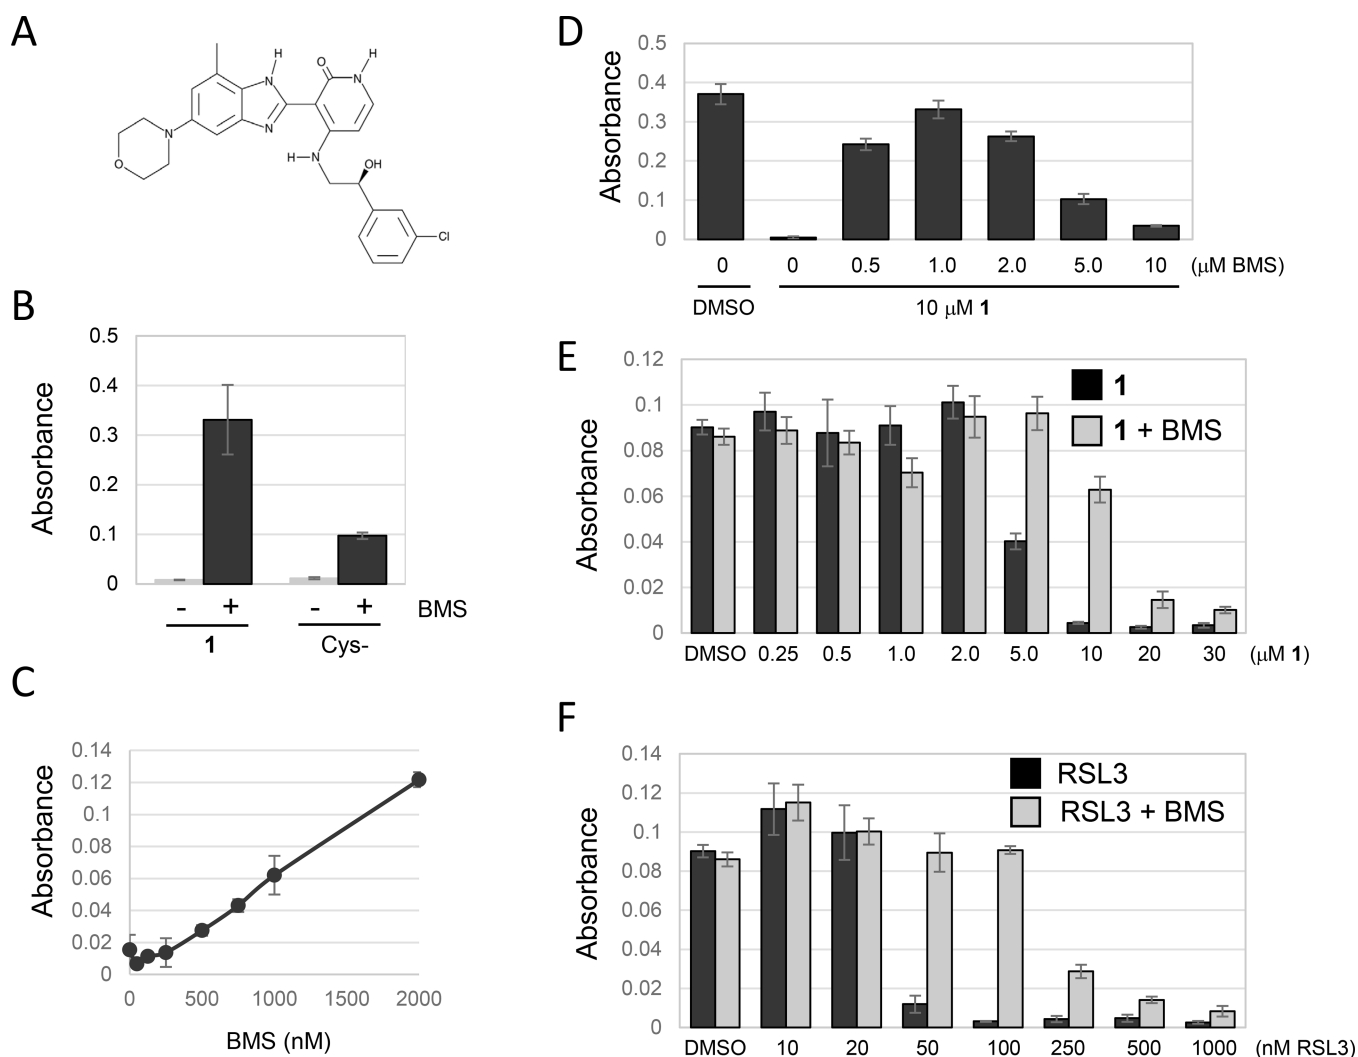 A
H
N
O
H
N
N
N
O
H
N
OH
Cl
B
0.5
0.4
0.3
0.2
0.1
0
Absorbance
- + - + BMS
1 Cys-
C
0.14
0.12
0.1
0.08
0.06
0.04
0.02
0
Absorbance
0 500 1000 1500 2000
BMS (nM)
D
0.5
0.4
0.3
0.2
0.1
0
Absorbance
0 0 0.5 1.0 2.0 5.0 10 (μM BMS)
DMSO 10 μM 1
E
0.12
0.1
0.08
0.06
0.04
0.02
0
Absorbance
1
1 + BMS
DMSO 0.25 0.5 1.0 2.0 5.0 10 20 30 (μM 1)
F
0.14
0.12
0.1
0.08
0.06
0.04
0.02
0
Absorbance
RSL3
RSL3 + BMS
DMSO 10 20 50 100 250 500 1000 (nM RSL3)